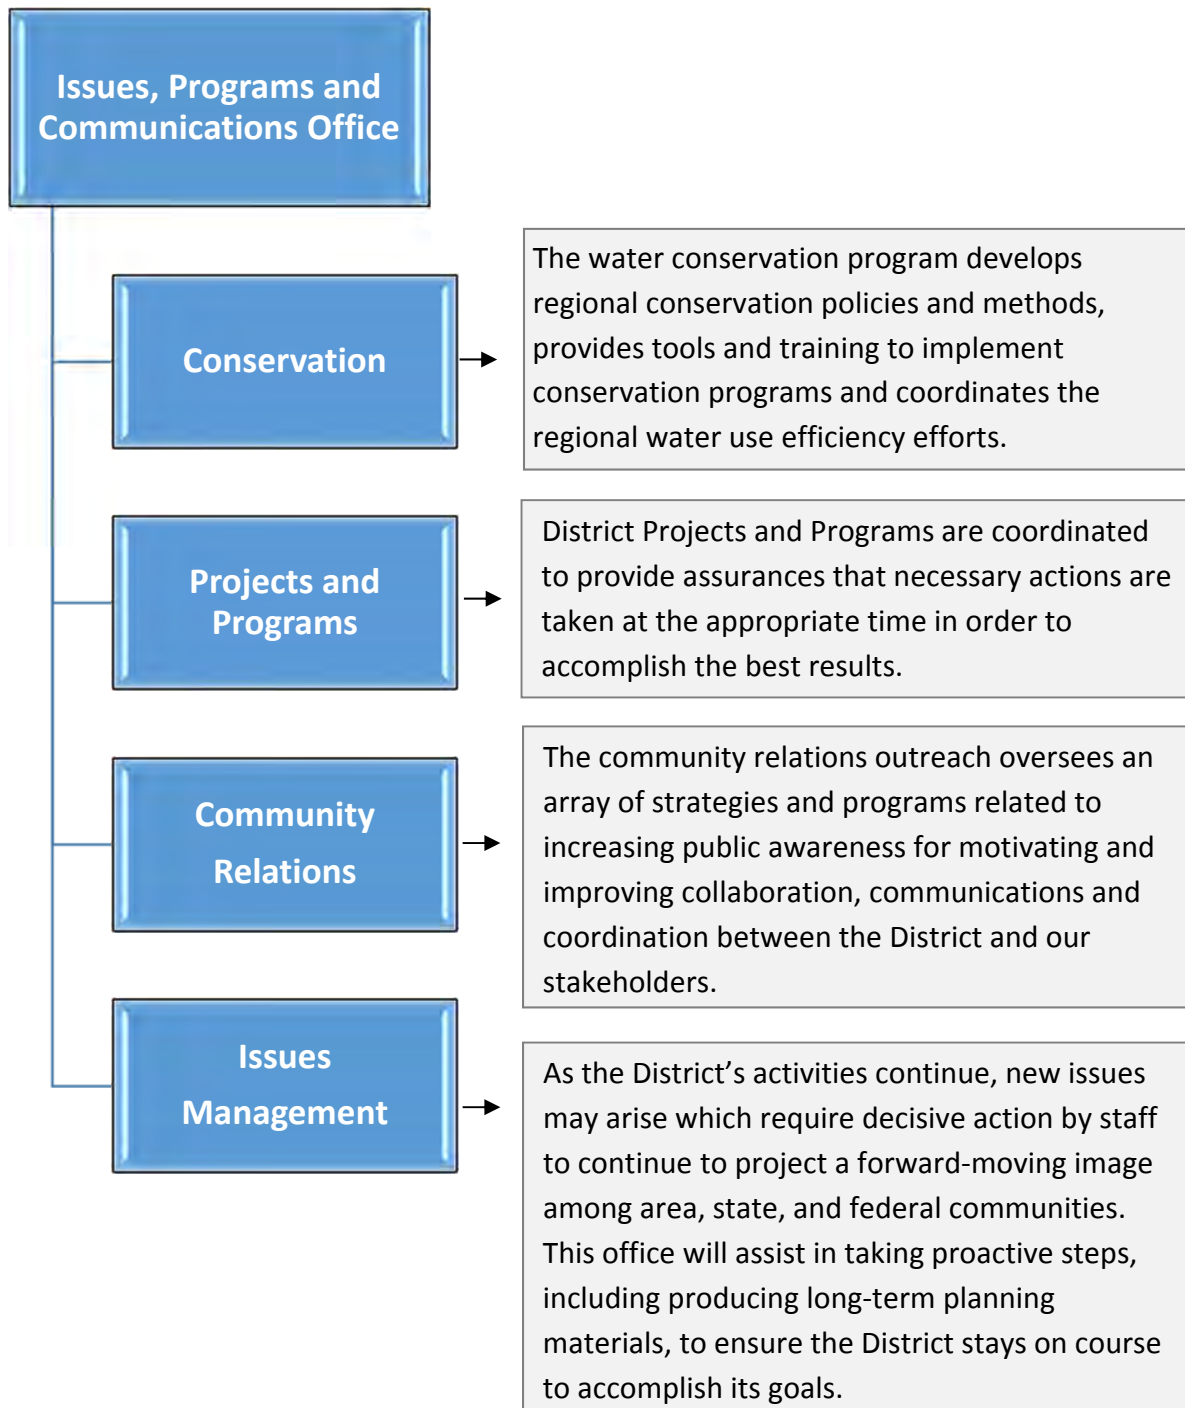 Issues, Programs and
Communications Office
Conservation
The water conservation program develops
regional conservation policies and methods,
provides tools and training to implement
conservation programs and coordinates the
regional water use efficiency efforts.
Projects and
Programs
District Projects and Programs are coordinated
to provide assurances that necessary actions are
taken at the appropriate time in order to
accomplish the best results.
Community
Relations
The community relations outreach oversees an
array of strategies and programs related to
increasing public awareness for motivating and
improving collaboration, communications and
coordination between the District and our
stakeholders.
Issues
Management
As the District’s activities continue, new issues
may arise which require decisive action by staff
to continue to project a forward-moving image
among area, state, and federal communities.
This office will assist in taking proactive steps,
including producing long-term planning
materials, to ensure the District stays on course
to accomplish its goals.